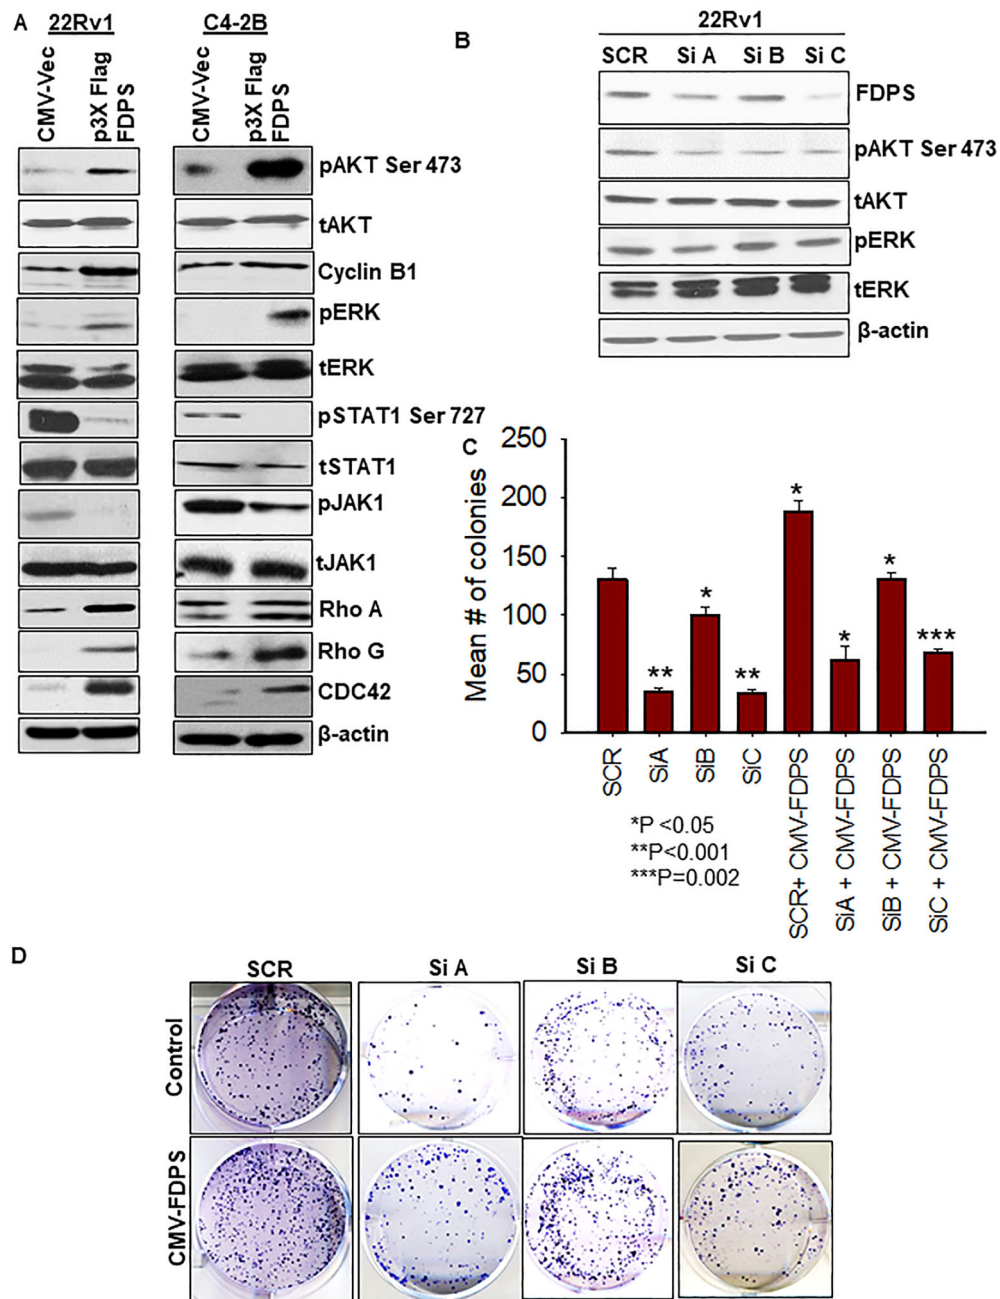 A
22Rv1
C4-2B
CMV-Vec
p3X Flag
FDPS
CMV-Vec
p3X Flag
FDPS
pAKT Ser 473
tAKT
Cyclin B1
pERK
tERK
pSTAT1 Ser 727
tSTAT1
pJAK1
tJAK1
Rho A
Rho G
CDC42
β-actin
B
22Rv1
SCR Si A Si B Si C
FDPS
pAKT Ser 473
tAKT
pERK
tERK
β-actin
C
Mean # of colonies
250
200
150
100
50
0
**
*
**
*
*
*
***
SCR
SiA
SiB
SiC
SCR+ CMV-FDPS
SiA + CMV-FDPS
SiB + CMV-FDPS
SiC + CMV-FDPS
*P <0.05
**P<0.001
***P=0.002
D
SCR Si A Si B Si C
Control
CMV-FDPS